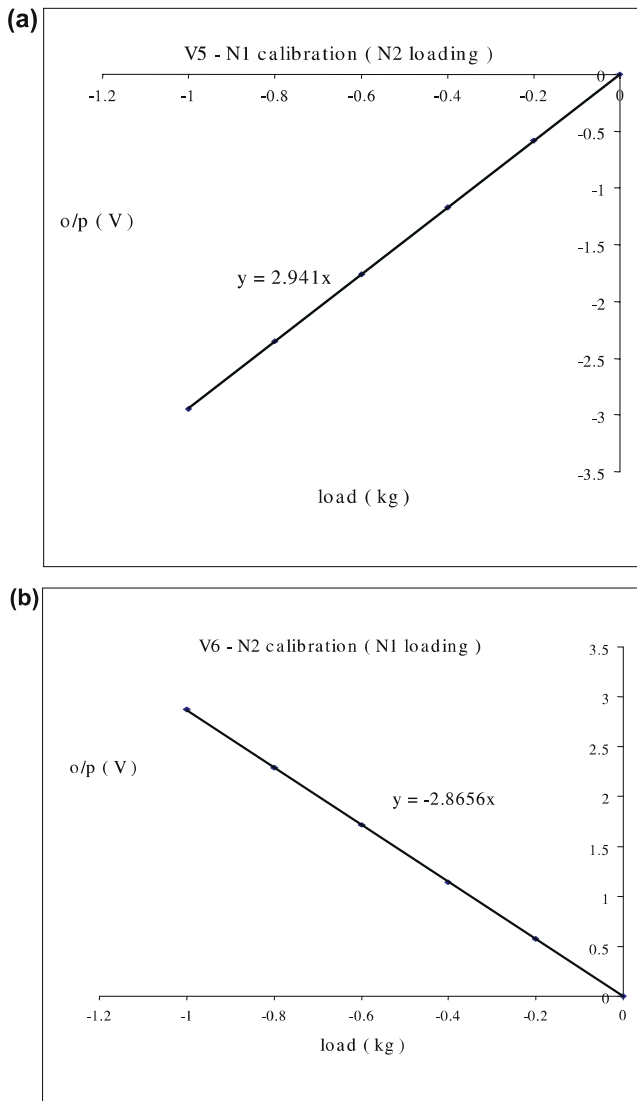 (a)
V5 - N1 calibration ( N2 loading )
-1.2 -1 -0.8 -0.6 -0.4 -0.2 0
0
-0.5
-1
o/p ( V )
-1.5
y = 2.941x
-2
-2.5
-3
-3.5
load ( kg )
(b)
V6 - N2 calibration ( N1 loading )
3.5
3
o/p ( V )
2.5
y = -2.8656x
2
1.5
1
0.5
0
-1.2 -1 -0.8 -0.6 -0.4 -0.2 0
load ( kg )